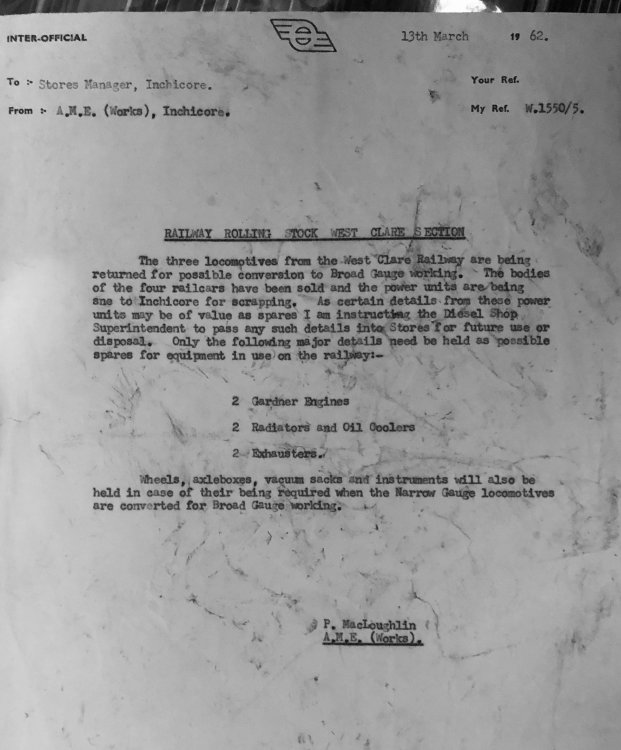 INTER-OFFICIAL
13th March 19 62.
To :- Stores Manager, Inchicore.
Your Ref.
From :- A.M.E. (Works), Inchicore.
My Ref. W.1550/5.
RAILWAY ROLLING STOCK WEST CLARE SECTION
The three locomotives from the West Clare Railway are being
returned for possible conversion to Broad Gauge working. The bodies
of the four railcars have been sold and the power units are being
sne to Inchicore for scrapping. As certain details from these power
units may be of value as spares I am instructing the Diesel Shop
Superintendent to pass any such details into Stores for future use or
disposal. Only the following major details need be held as possible
spares for equipment in use on the railway:-
2 Gardner Engines
2 Radiators and Oil Coolers
2 Exhausters.
Wheels, axleboxes, vacuum sacks and instruments will also be
held in case of their being required when the Narrow Gauge locomotives
are converted for Broad Gauge working.
P. MacLoughlin
A.M.E. (Works).